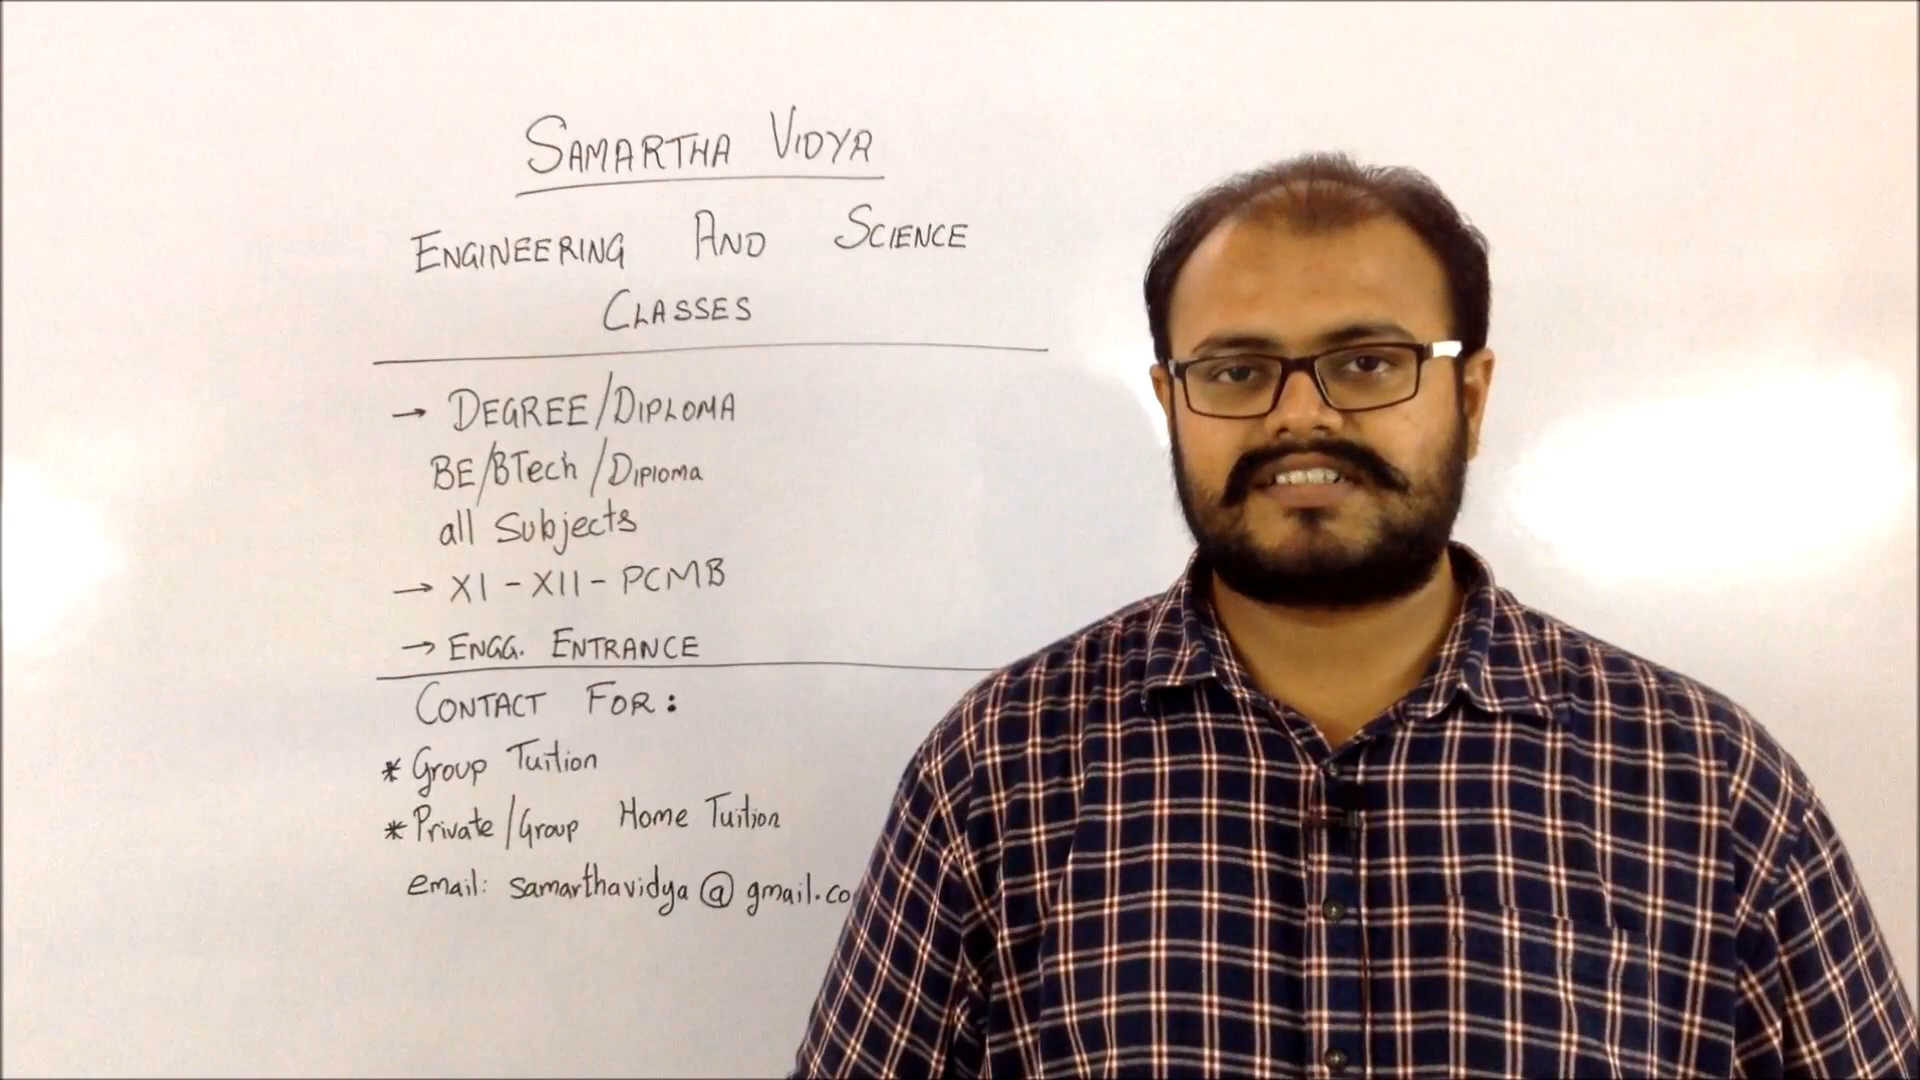 SAMARTHA VIDYA
ENGINEERING AND SCIENCE
CLASSES
→ DEGREE/DIPLOMA
BE/BTech/Diploma
all Subjects
→ XI - XII - PCMB
→ ENGG. ENTRANCE
CONTACT FOR:
* Group Tuition
* Private/Group Home Tuition
email: samarthavidya@gmail.co